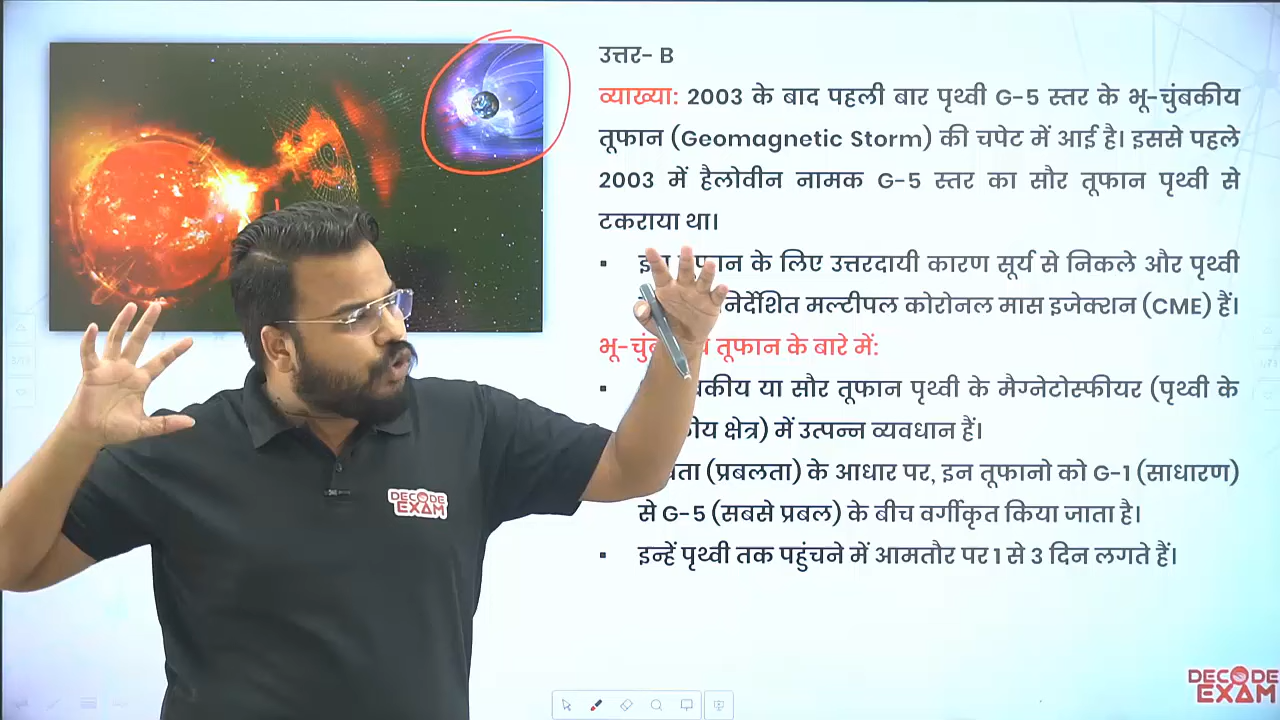 उत्तर- B
व्याख्या: 2003 के बाद पहली बार पृथ्वी G-5 स्तर के भू-चुंबकीय
तूफान (Geomagnetic Storm) की चपेट में आई है। इससे पहले
2003 में हैलोवीन नामक G-5 स्तर का सौर तूफान पृथ्वी से
टकराया था।
▪ के लिए उत्तरदायी कारण सूर्य से निकले और पृथ्वी
निर्देशित मल्टीपल कोरोनल मास इजेक्शन (CME) हैं।
तूफान के बारे में:
▪ या सौर तूफान पृथ्वी के मैग्नेटोस्फीयर (पृथ्वी के
क्षेत्र) में उत्पन्न व्यवधान हैं।
(प्रबलता) के आधार पर, इन तूफानो को G-1 (साधारण)
से G-5 (सबसे प्रबल) के बीच वर्गीकृत किया जाता है।
▪ इन्हें पृथ्वी तक पहुंचने में आमतौर पर 1 से 3 दिन लगते हैं।
DECODE
EXAM
DECODE
EXAM